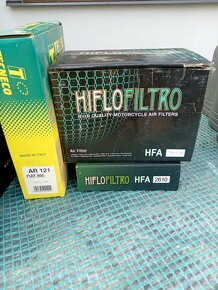 TECNECO
MADE IN ITALY
AR 121
FIAT 850
HIFLOFILTRO
HIGH QUALITY MOTORCYCLE AIR FILTERS
Air Filter
HFA
HIFLOFILTRO
HFA 2610